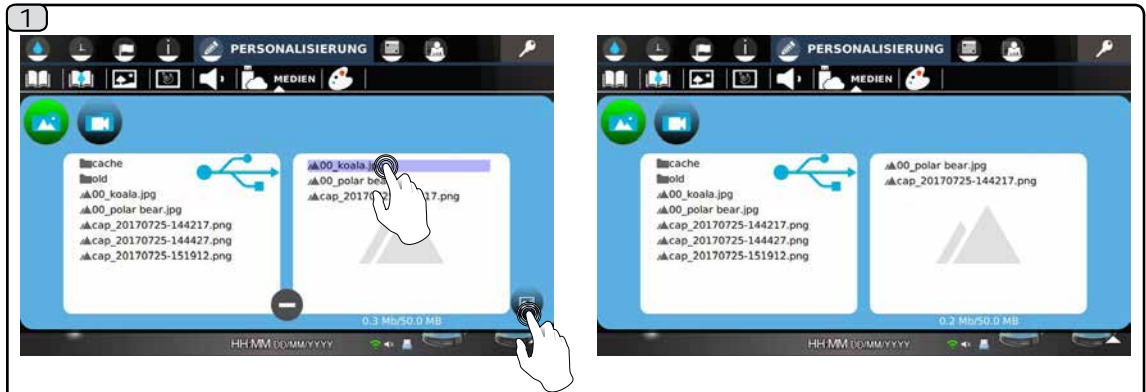 1
PERSONALISIERUNG
MEDIEN
cache
old
00_koala.jpg
00_polar bear.jpg
cap_20170725-144217.png
cap_20170725-144427.png
cap_20170725-151912.png
00_koala.jpg
00_polar
17.png
0.3 Mb/50.0 MB
HH:MM DD/MM/YYYY
PERSONALISIERUNG
MEDIEN
cache
old
00_koala.jpg
00_polar bear.jpg
cap_20170725-144217.png
cap_20170725-144427.png
cap_20170725-151912.png
00_polar bear.jpg
cap_20170725-144217.png
0.2 Mb/50.0 MB
HH:MM DD/MM/YYYY